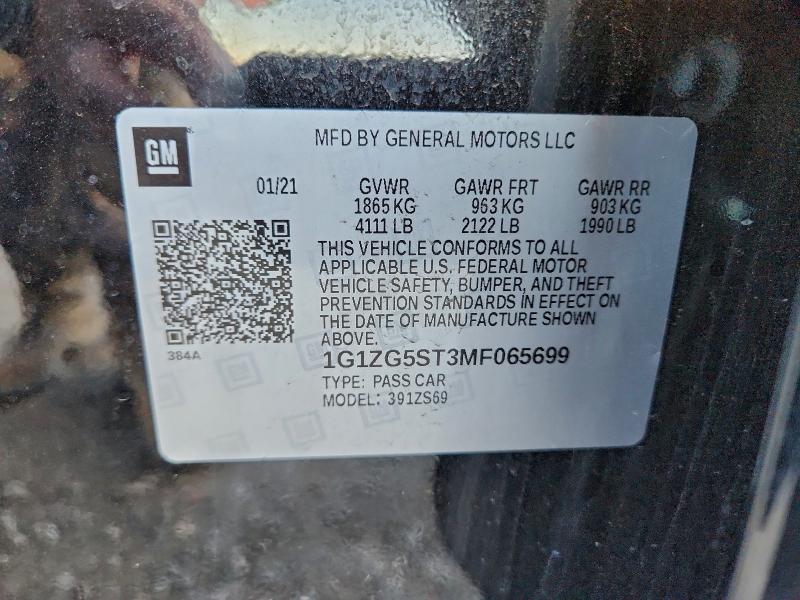 GM
MFD BY GENERAL MOTORS LLC
01/21 GVWR GAWR FRT GAWR RR
1865 KG 963 KG 903 KG
4111 LB 2122 LB 1990 LB
THIS VEHICLE CONFORMS TO ALL
APPLICABLE U.S. FEDERAL MOTOR
VEHICLE SAFETY, BUMPER, AND THEFT
PREVENTION STANDARDS IN EFFECT ON
THE DATE OF MANUFACTURE SHOWN
ABOVE.
384A
1G1ZG5ST3MF065699
TYPE: PASS CAR
MODEL: 391ZS69